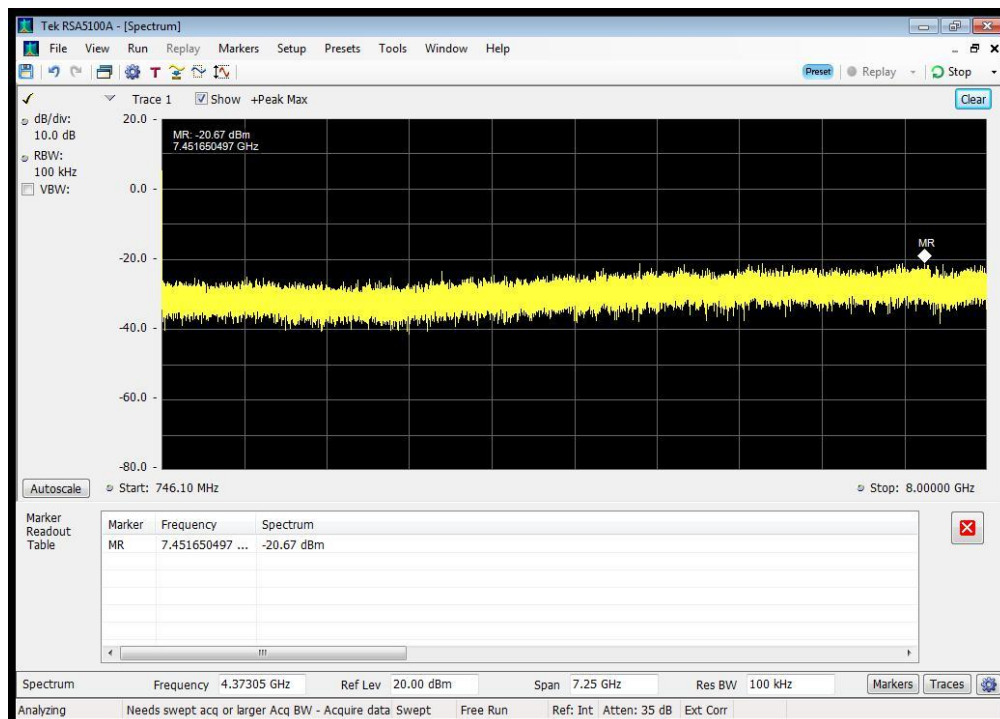 Tek RSA5100A - [Spectrum]
File View Run Replay Markers Setup Presets Tools Window Help
T Preset Replay Stop
Trace 1 Show +Peak Max Clear
dB/div:
10.0 dB
RBW:
100 kHz
VBW:
20.0
0.0
-20.0
-40.0
-60.0
-80.0
MR: -20.67 dBm
7.451650497 GHz
MR
Autoscale Start: 746.10 MHz Stop: 8.00000 GHz
Marker
Readout
Table
Marker Frequency Spectrum
MR 7.451650497 ... -20.67 dBm
Spectrum Frequency 4.37305 GHz Ref Lev 20.00 dBm Span 7.25 GHz Res BW 100 kHz Markers Traces
Analyzing Needs swept acq or larger Acq BW - Acquire data Swept Free Run Ref: Int Atten: 35 dB Ext Corr